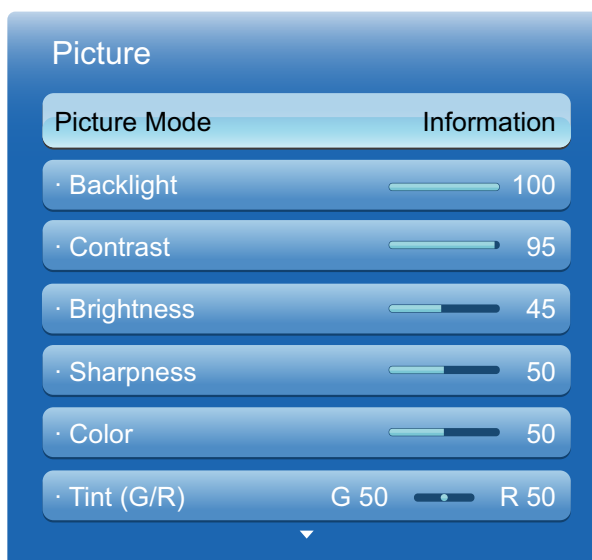 Picture
Picture Mode Information
· Backlight 100
· Contrast 95
· Brightness 45
· Sharpness 50
· Color 50
· Tint (G/R) G 50 R 50